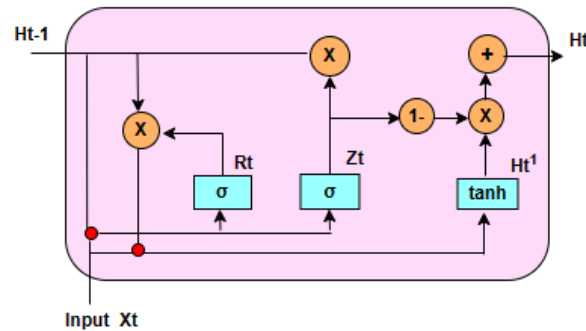 Ht-1
Ht
X
+
X
1-
X
Rt
Zt
Ht¹
σ
σ
tanh
Input Xt